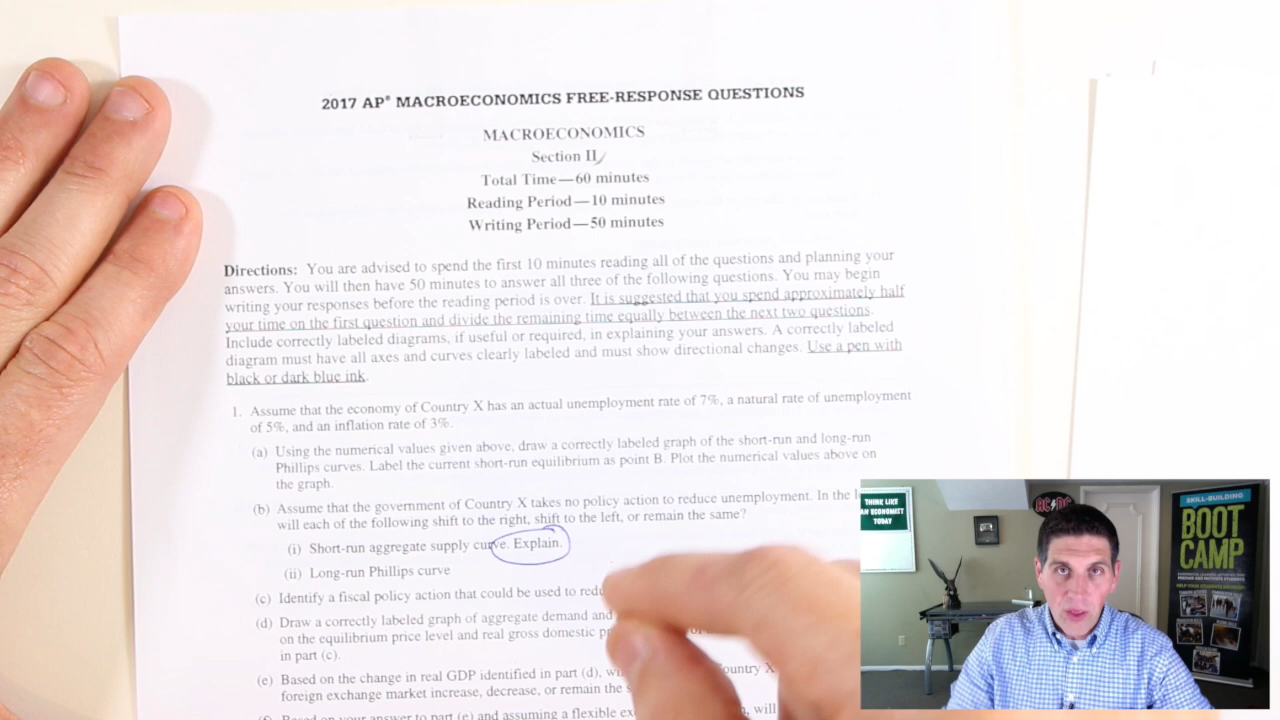 2017 AP® MACROECONOMICS FREE-RESPONSE QUESTIONS
MACROECONOMICS
Section II
Total Time—60 minutes
Reading Period—10 minutes
Writing Period—50 minutes
Directions: You are advised to spend the first 10 minutes reading all of the questions and planning your
answers. You will then have 50 minutes to answer all three of the following questions. You may begin
writing your responses before the reading period is over. It is suggested that you spend approximately half
your time on the first question and divide the remaining time equally between the next two questions.
Include correctly labeled diagrams, if useful or required, in explaining your answers. A correctly labeled
diagram must have all axes and curves clearly labeled and must show directional changes. Use a pen with
black or dark blue ink.
1. Assume that the economy of Country X has an actual unemployment rate of 7%, a natural rate of unemployment
of 5%, and an inflation rate of 3%.
(a) Using the numerical values given above, draw a correctly labeled graph of the short-run and long-run
Phillips curves. Label the current short-run equilibrium as point B. Plot the numerical values above on
the graph.
(b) Assume that the government of Country X takes no policy action to reduce unemployment. In the
will each of the following shift to the right, shift to the left, or remain the same?
(i) Short-run aggregate supply curve. Explain.
(ii) Long-run Phillips curve
(c) Identify a fiscal policy action that could be used to
(d) Draw a correctly labeled graph of aggregate demand and
on the equilibrium price level and real gross domestic
in part (c).
(e) Based on the change in real GDP identified in part (d), Country X
foreign exchange market increase, decrease, or remain the
(f) Based on your answer to part (e) and assuming a flexible will
THINK LIKE
AN ECONOMIST
TODAY
AC DC
SKILL-BUILDING
BOOT
CAMP